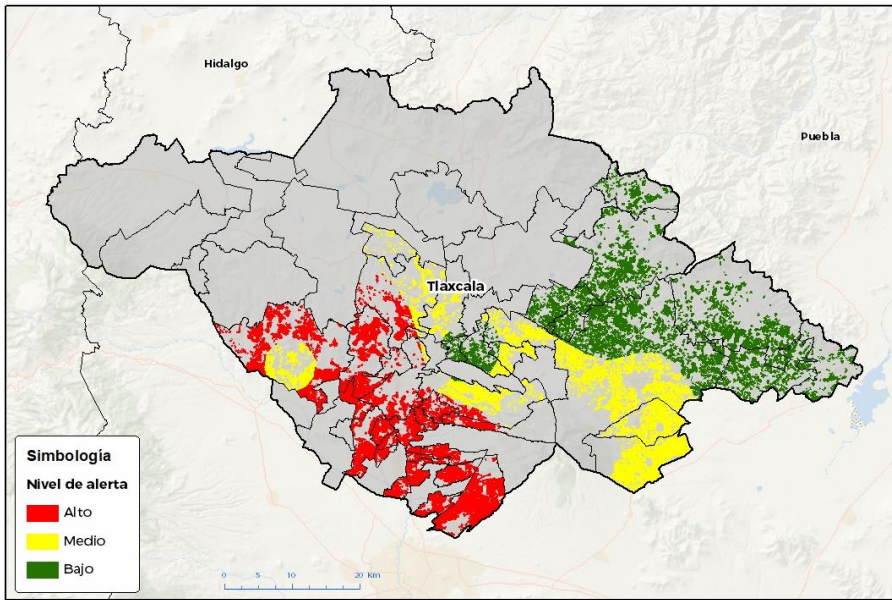 Hidalgo
Puebla
Tlaxcala
Simbología
Nivel de alerta
Alto
Medio
Bajo
0 5 10 20 Km